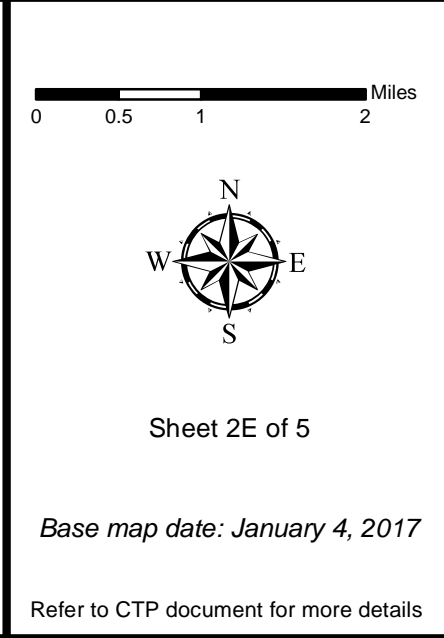 Miles
0 0.5 1 2
N
W E
S
Sheet 2E of 5
Base map date: January 4, 2017
Refer to CTP document for more details